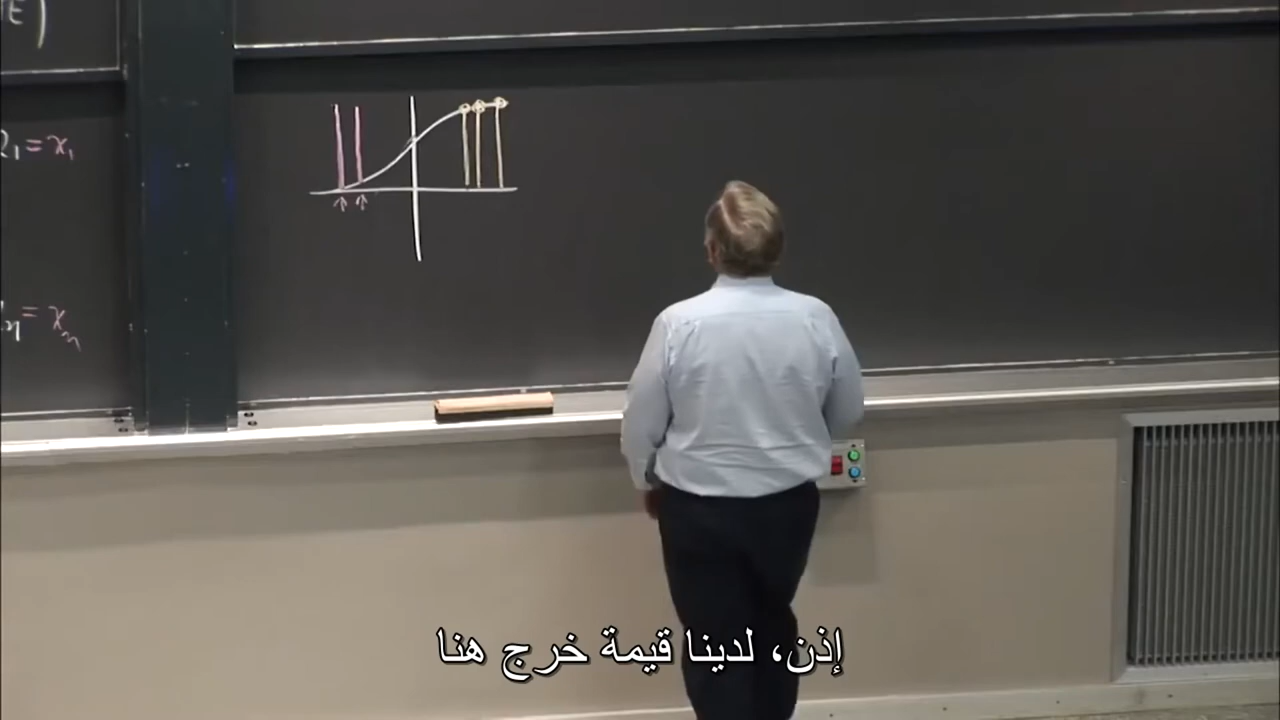 E)
= x₁
= xₙ
إذن، لدينا قيمة خرج هنا